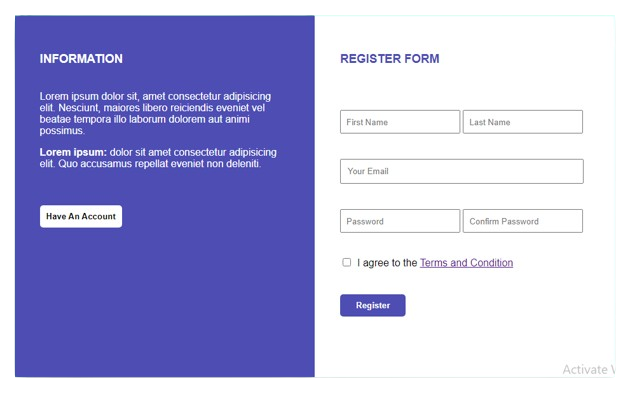 INFORMATION
Lorem ipsum dolor sit, amet consectetur adipisicing
elit. Nesciunt, maiores libero reiciendis eveniet vel
beatae tempora illo laborum dolorem aut animi
possimus.
Lorem ipsum: dolor sit amet consectetur adipisicing
elit. Quo accusamus repellat eveniet non deleniti.
Have An Account
REGISTER FORM
First Name Last Name
Your Email
Password Confirm Password
I agree to the Terms and Condition
Register
Activate